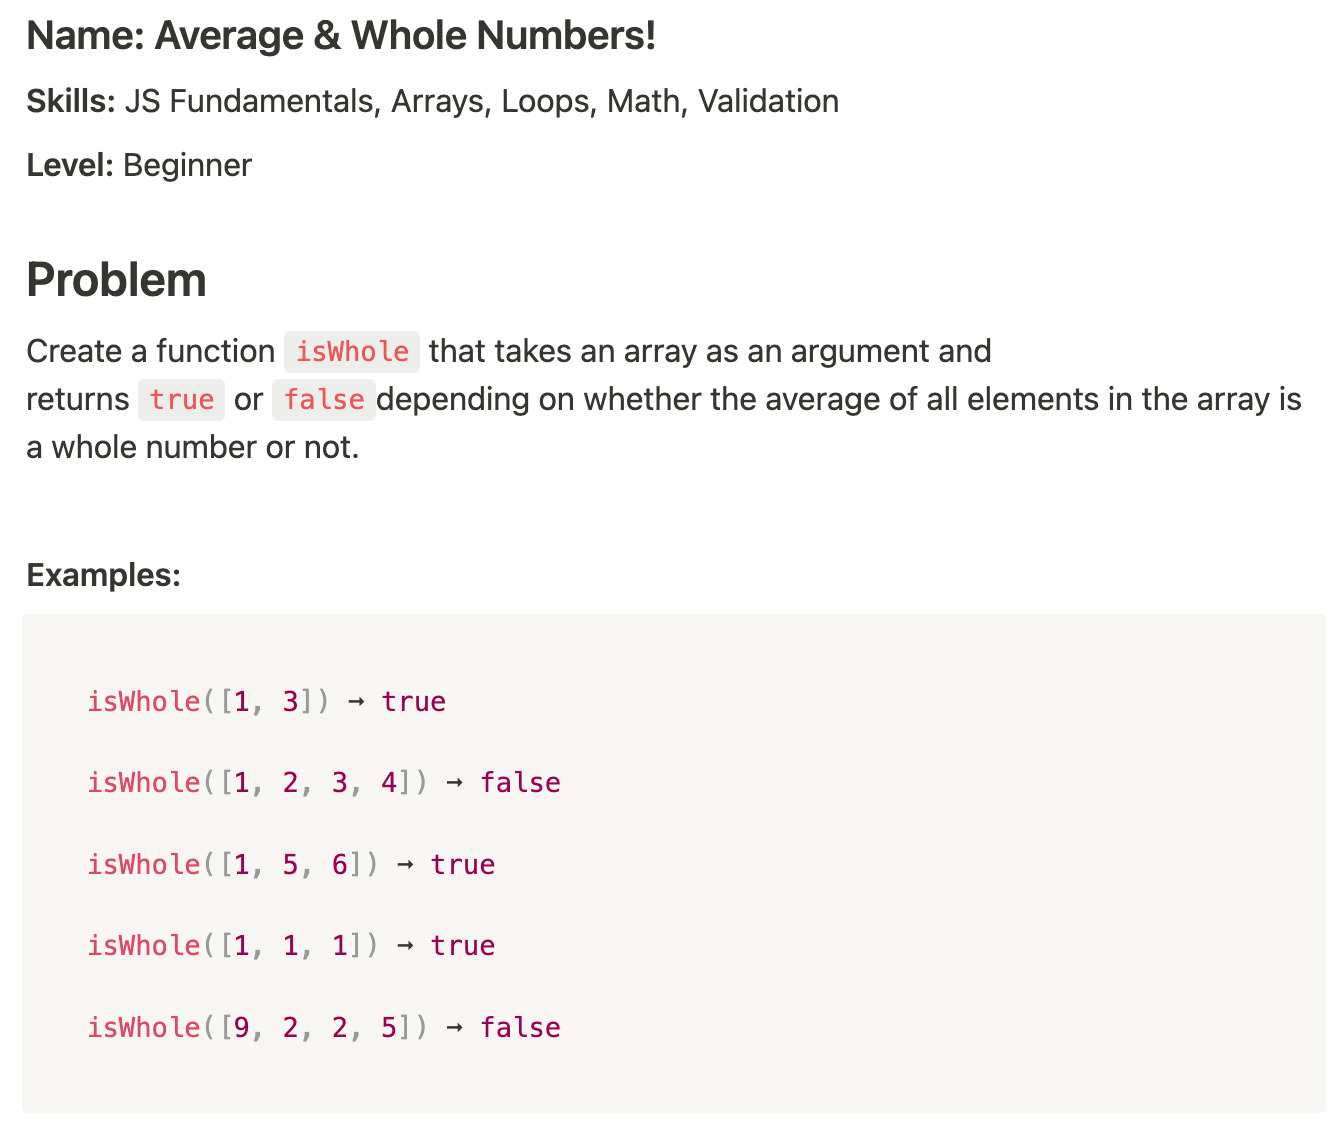 Name: Average & Whole Numbers!
Skills: JS Fundamentals, Arrays, Loops, Math, Validation
Level: Beginner
Problem
Create a function isWhole that takes an array as an argument and
returns true or false depending on whether the average of all elements in the array is
a whole number or not.
Examples:
isWhole([1, 3]) → true
isWhole([1, 2, 3, 4]) → false
isWhole([1, 5, 6]) → true
isWhole([1, 1, 1]) → true
isWhole([9, 2, 2, 5]) → false